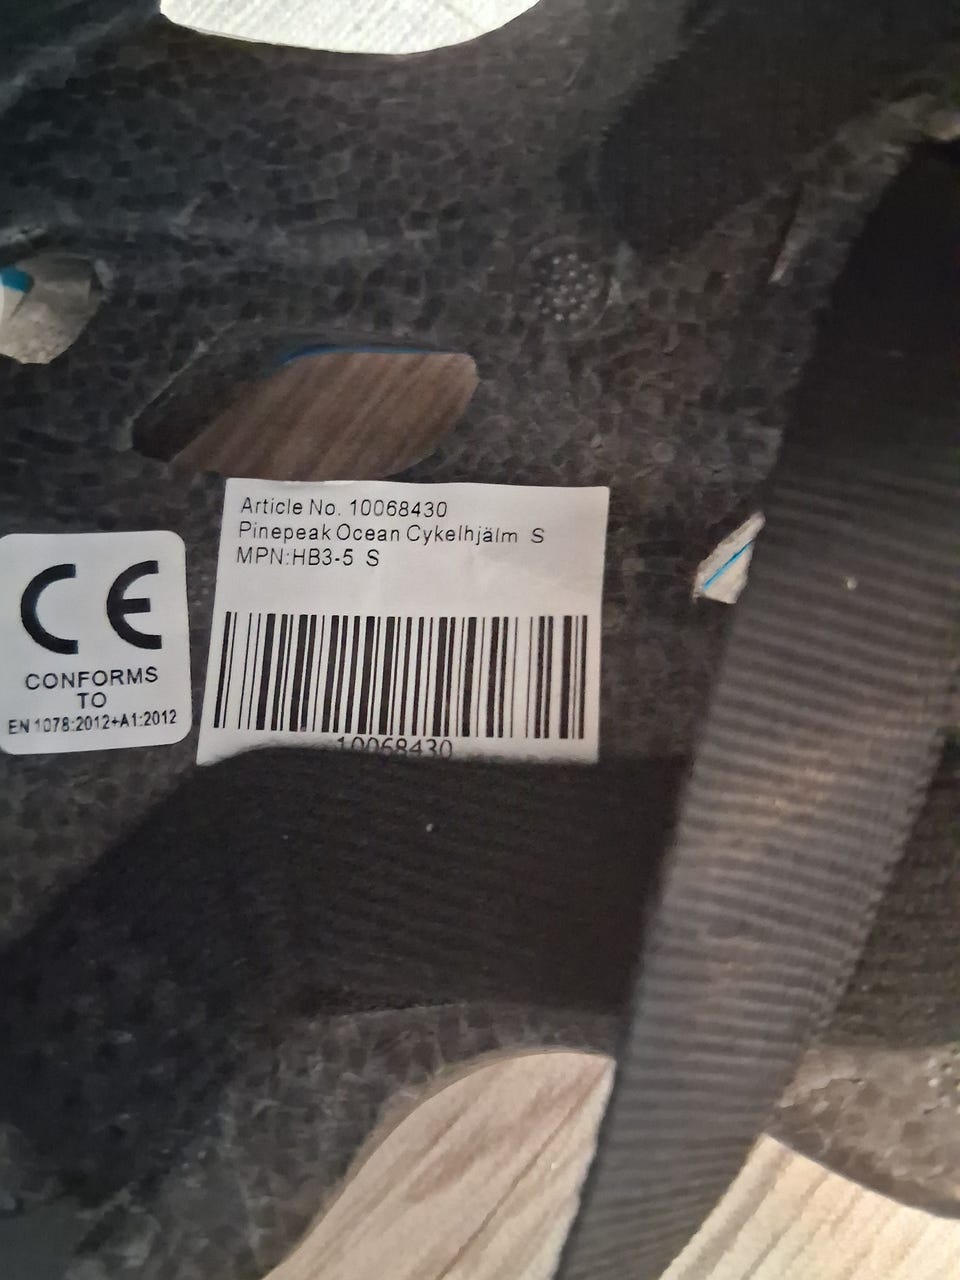 Article No. 10068430
Pinepeak Ocean Cykelhjälm S
MPN:HB3-5 S
10068430
CE
CONFORMS
TO
EN 1078:2012+A1:2012